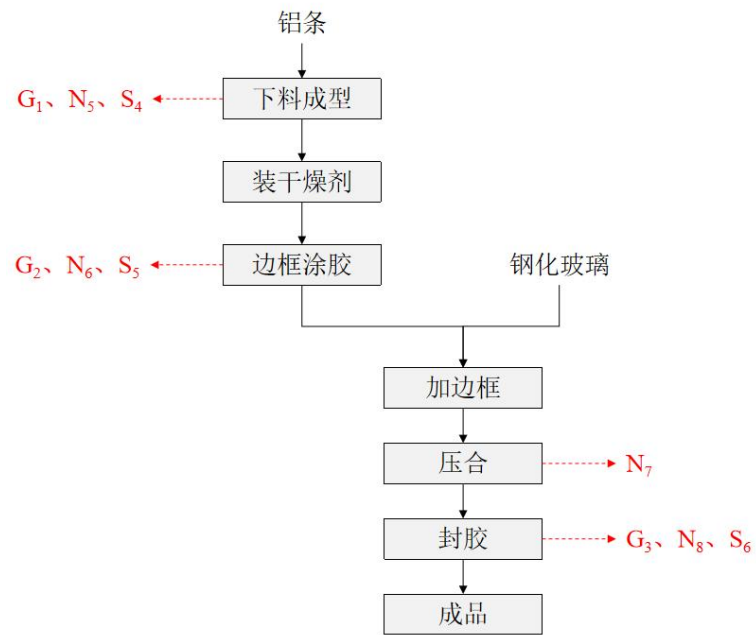 铝条
G₁、N₅、S₄
下料成型
装干燥剂
G₂、N₆、S₅
边框涂胶
钢化玻璃
加边框
压合
N₇
封胶
G₃、N₈、S₆
成品